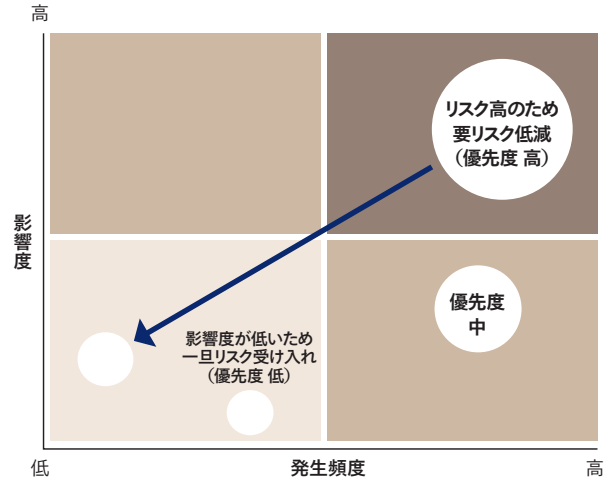 高
リスク高のため
要リスク低減
（優先度 高）
影響度
優先度
中
影響度が低いため
一旦リスク受け入れ
（優先度 低）
低
発生頻度
高